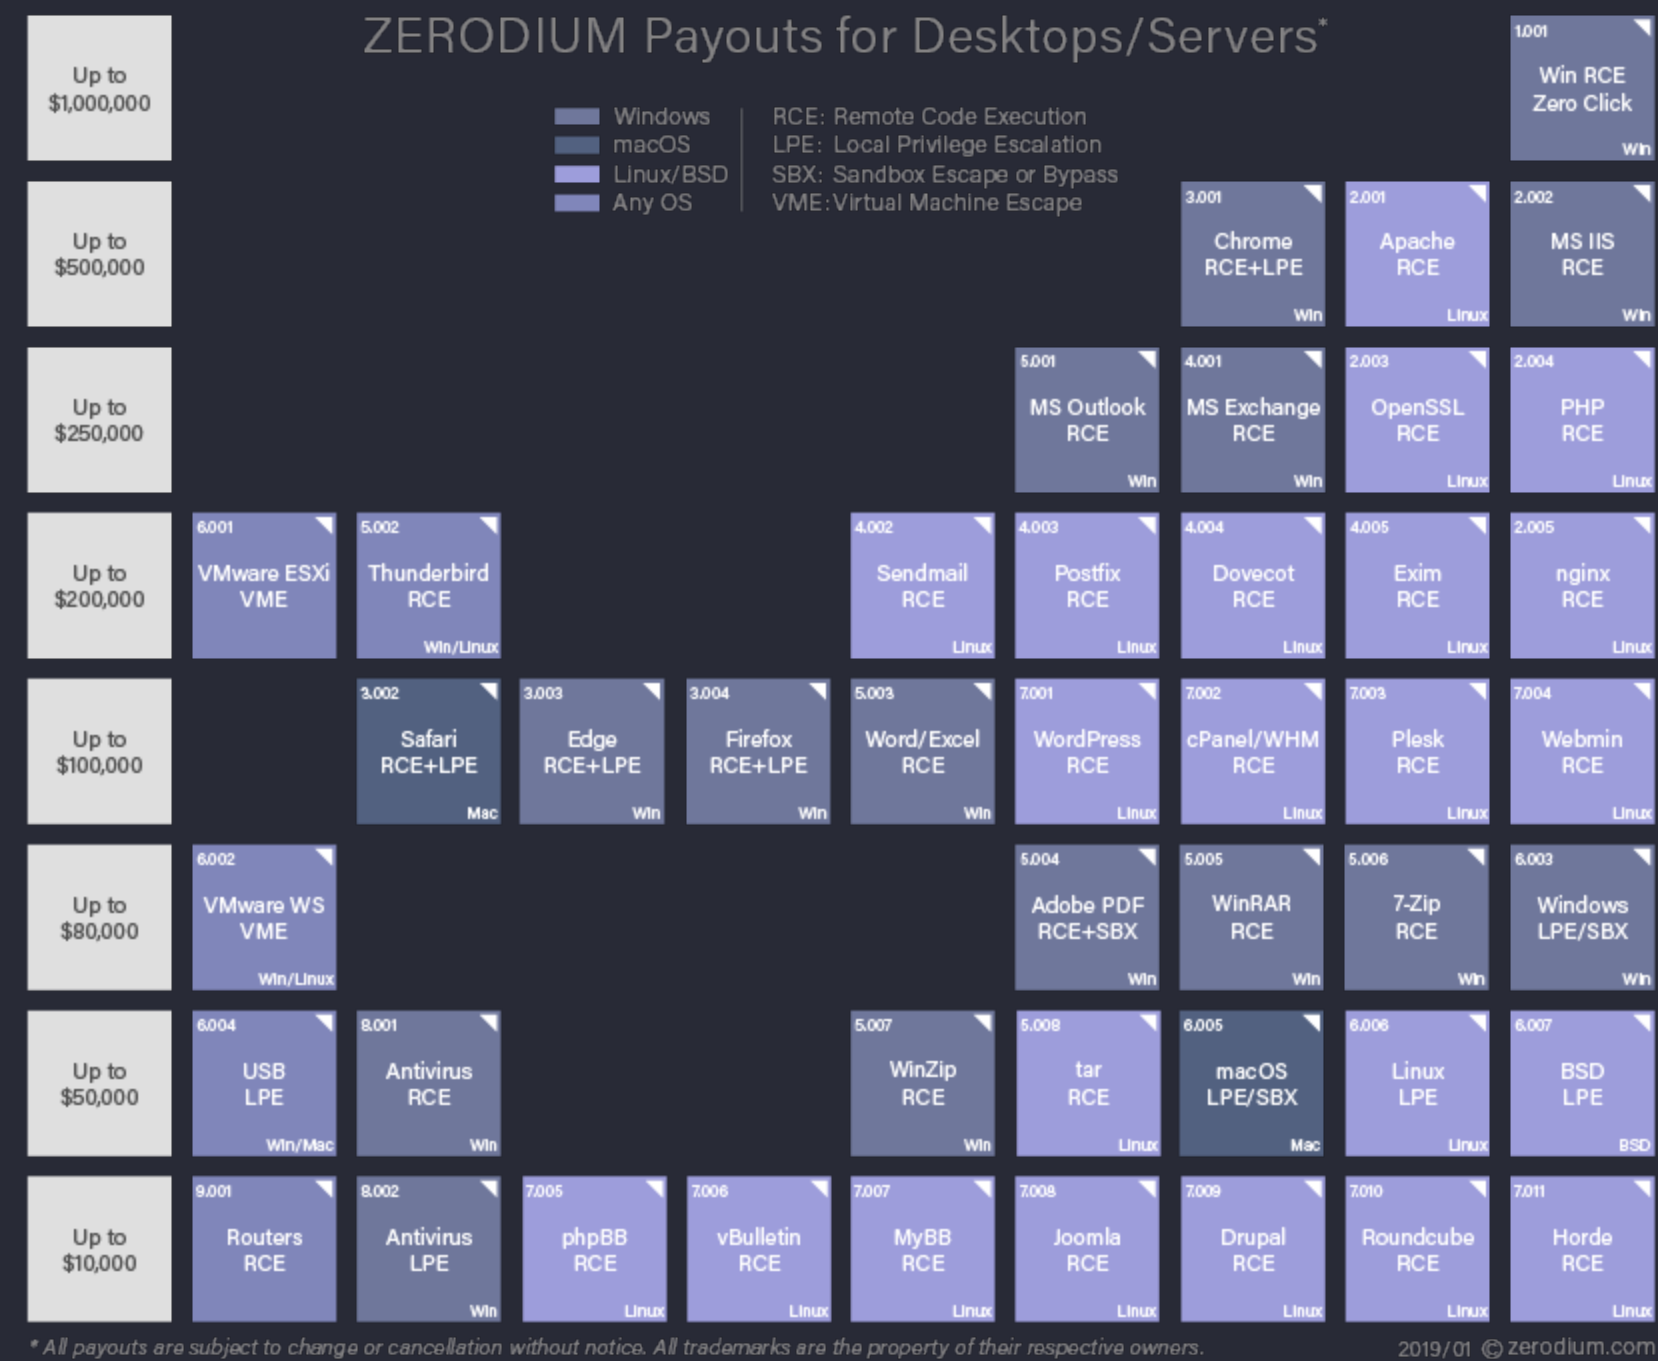 ZERODIUM Payouts for Desktops/Servers*
Windows
macOS
Linux/BSD
Any OS
RCE: Remote Code Execution
LPE: Local Privilege Escalation
SBX: Sandbox Escape or Bypass
VME: Virtual Machine Escape
Up to
$1,000,000
1.001
Win RCE
Zero Click
Win
Up to
$500,000
3.001
Chrome
RCE+LPE
Win
2.001
Apache
RCE
Linux
2.002
MS IIS
RCE
Win
Up to
$250,000
5.001
MS Outlook
RCE
Win
4.001
MS Exchange
RCE
Win
2.003
OpenSSL
RCE
Linux
2.004
PHP
RCE
Linux
Up to
$200,000
6.001
VMware ESXi
VME
5.002
Thunderbird
RCE
Win/Linux
4.002
Sendmail
RCE
Linux
4.003
Postfix
RCE
Linux
4.004
Dovecot
RCE
Linux
4.005
Exim
RCE
Linux
2.005
nginx
RCE
Linux
Up to
$100,000
3.002
Safari
RCE+LPE
Mac
3.003
Edge
RCE+LPE
Win
3.004
Firefox
RCE+LPE
Win
5.003
Word/Excel
RCE
Win
7.001
WordPress
RCE
Linux
7.002
cPanel/WHM
RCE
Linux
7.003
Plesk
RCE
Linux
7.004
Webmin
RCE
Linux
Up to
$80,000
6.002
VMware WS
VME
Win/Linux
5.004
Adobe PDF
RCE+SBX
Win
5.005
WinRAR
RCE
Win
5.006
7-Zip
RCE
Win
6.003
Windows
LPE/SBX
Win
Up to
$50,000
6.004
USB
LPE
Win/Mac
8.001
Antivirus
RCE
Win
5.007
WinZip
RCE
Win
5.008
tar
RCE
Linux
6.005
macOS
LPE/SBX
Mac
6.006
Linux
LPE
Linux
6.007
BSD
LPE
BSD
Up to
$10,000
9.001
Routers
RCE
8.002
Antivirus
LPE
Win
7.005
phpBB
RCE
Linux
7.006
vBulletin
RCE
Linux
7.007
MyBB
RCE
Linux
7.008
Joomla
RCE
Linux
7.009
Drupal
RCE
Linux
7.010
Roundcube
RCE
Linux
7.011
Horde
RCE
Linux
* All payouts are subject to change or cancellation without notice. All trademarks are the property of their respective owners.
2019/01 © zerodium.com